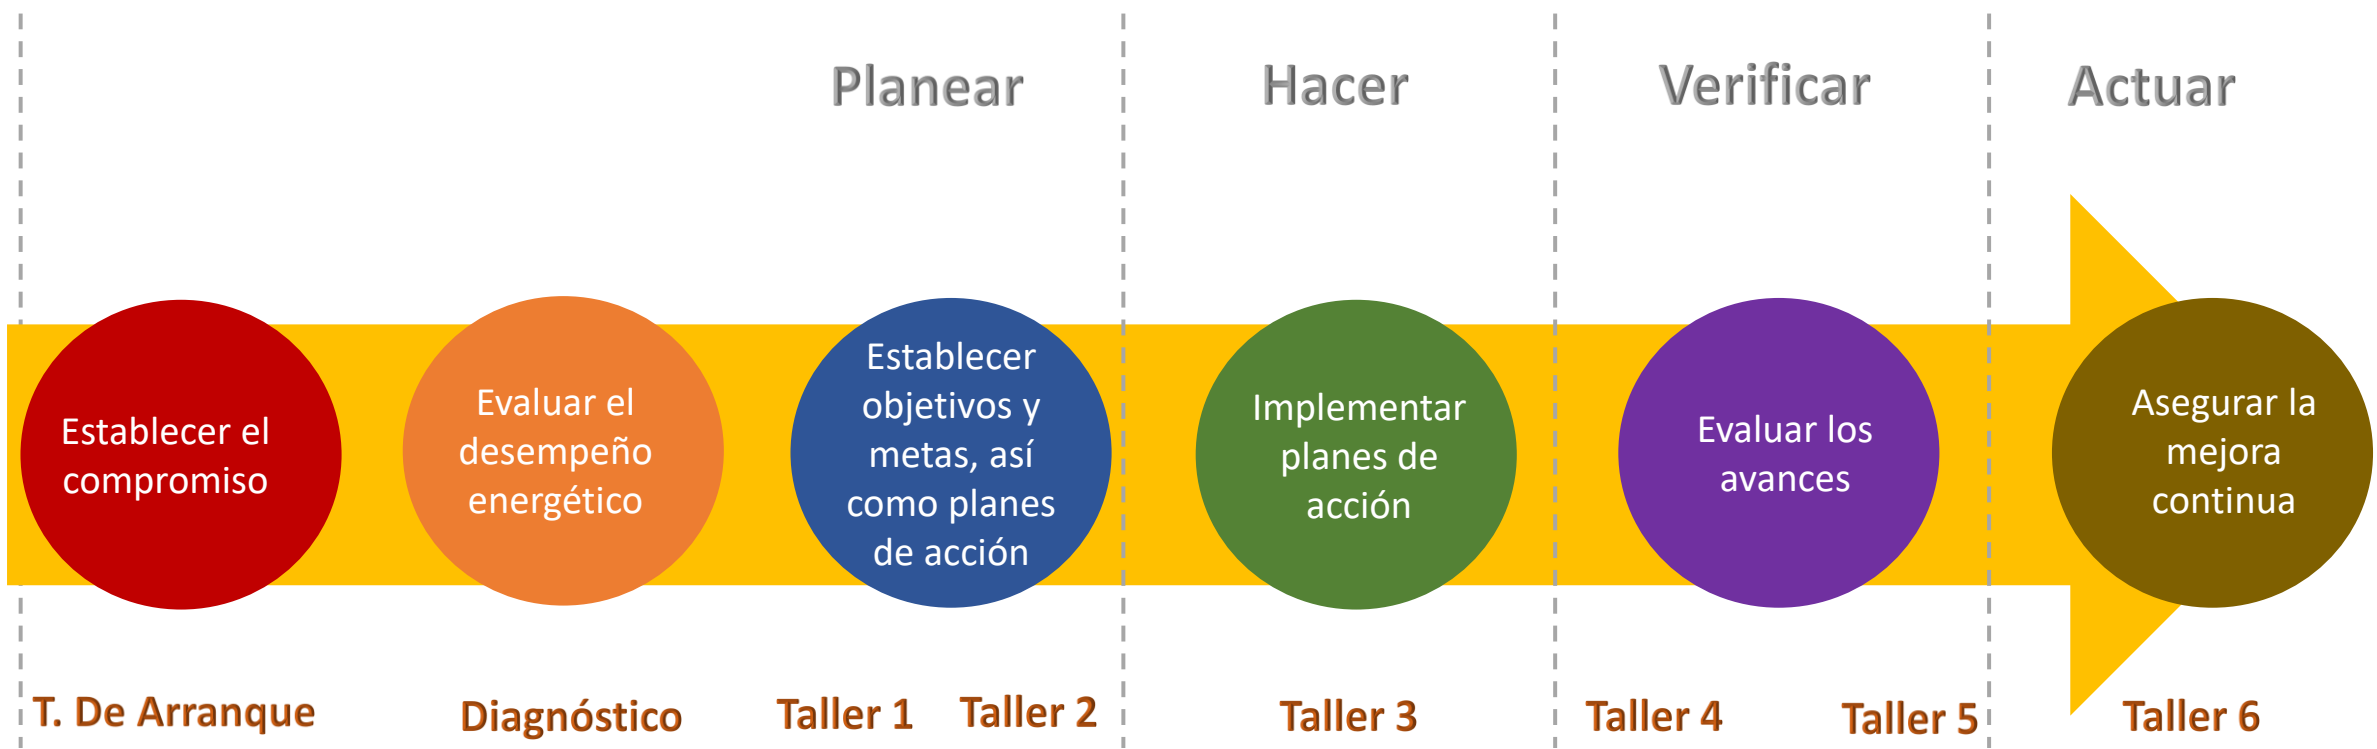 Planear
Hacer
Verificar
Actuar
Establecer el
compromiso
Evaluar el
desempeño
energético
Establecer
objetivos y
metas, así
como planes
de acción
Implementar
planes de
acción
Evaluar los
avances
Asegurar la
mejora
continua
T. De Arranque
Diagnóstico
Taller 1
Taller 2
Taller 3
Taller 4
Taller 5
Taller 6